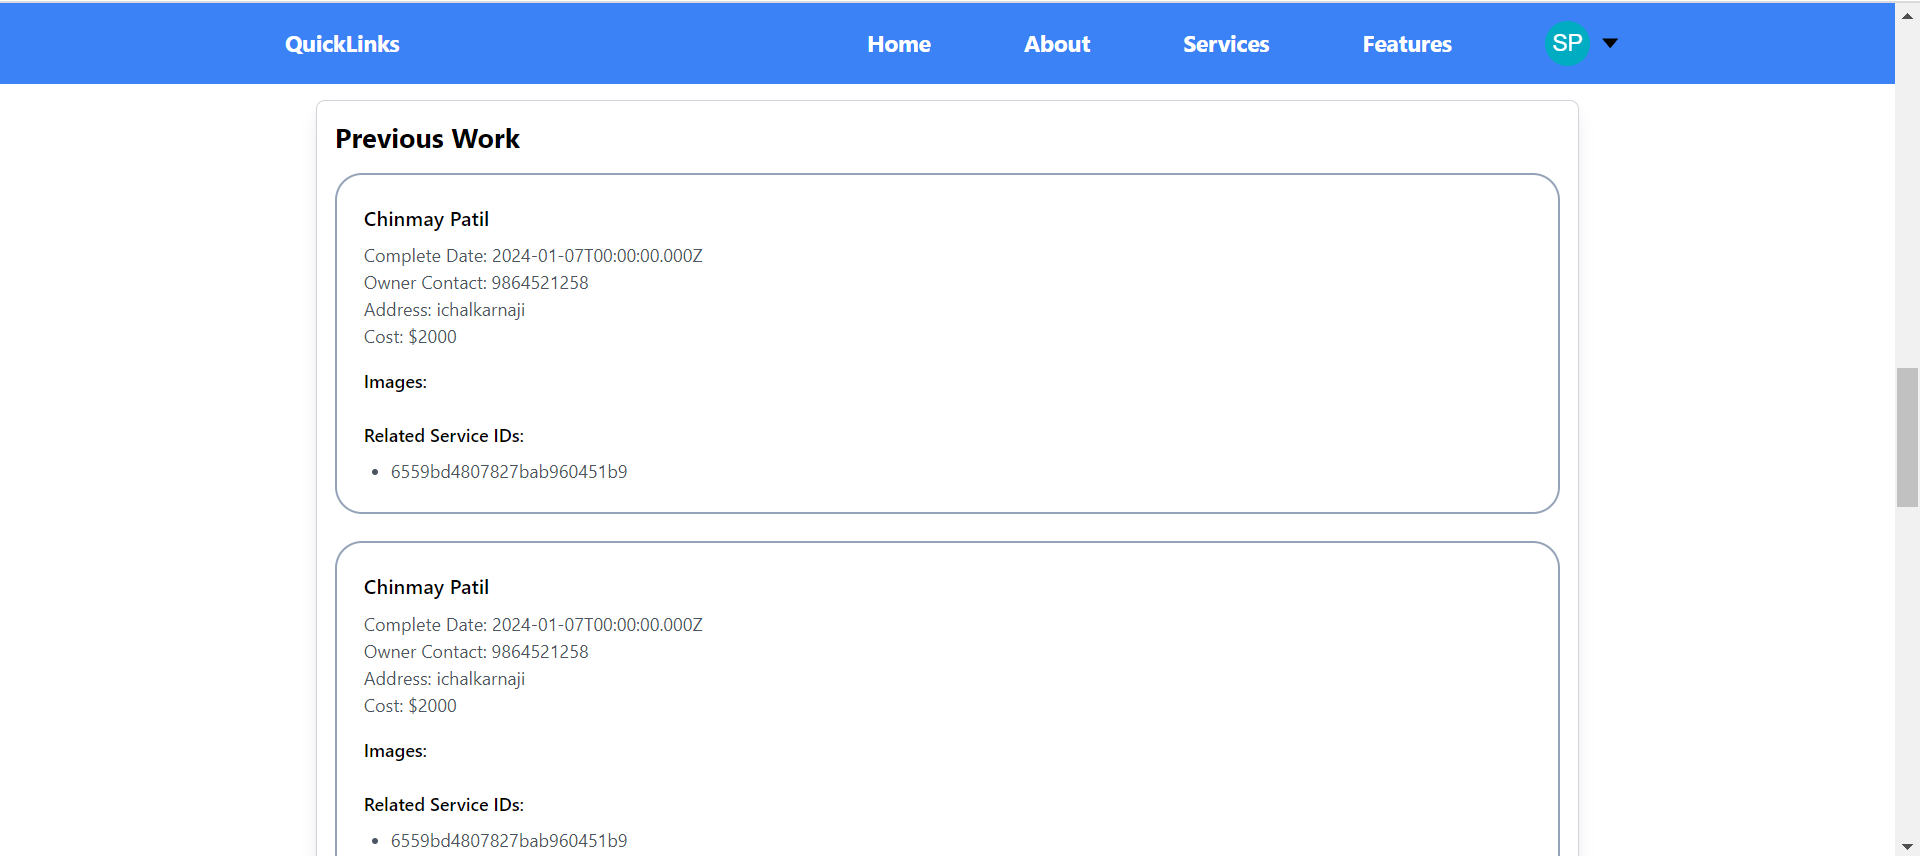 QuickLinks Home About Services Features SP
Previous Work
Chinmay Patil
Complete Date: 2024-01-07T00:00:00.000Z
Owner Contact: 9864521258
Address: ichalkarnaji
Cost: $2000
Images:
Related Service IDs:
• 6559bd4807827bab960451b9
Chinmay Patil
Complete Date: 2024-01-07T00:00:00.000Z
Owner Contact: 9864521258
Address: ichalkarnaji
Cost: $2000
Images:
Related Service IDs:
• 6559bd4807827bab960451b9